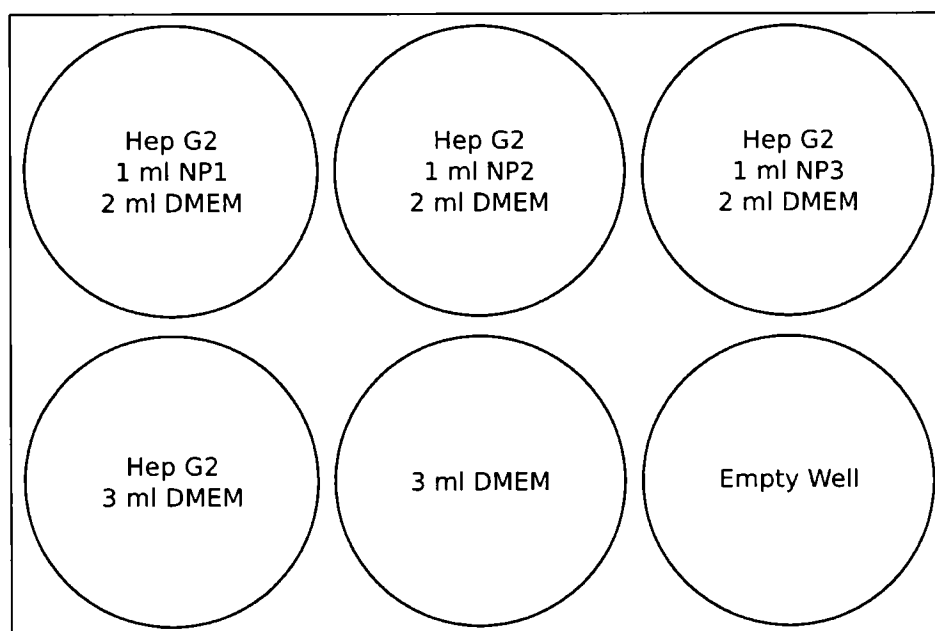 Hep G2
1 ml NP1
2 ml DMEM
Hep G2
1 ml NP2
2 ml DMEM
Hep G2
1 ml NP3
2 ml DMEM
Hep G2
3 ml DMEM
3 ml DMEM
Empty Well